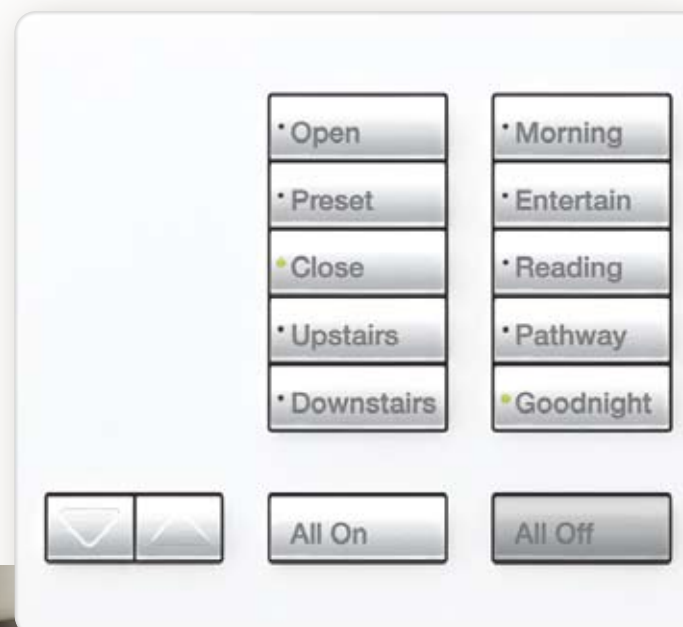 Open
Preset
Close
Upstairs
Downstairs
Morning
Entertain
Reading
Pathway
Goodnight
All On
All Off